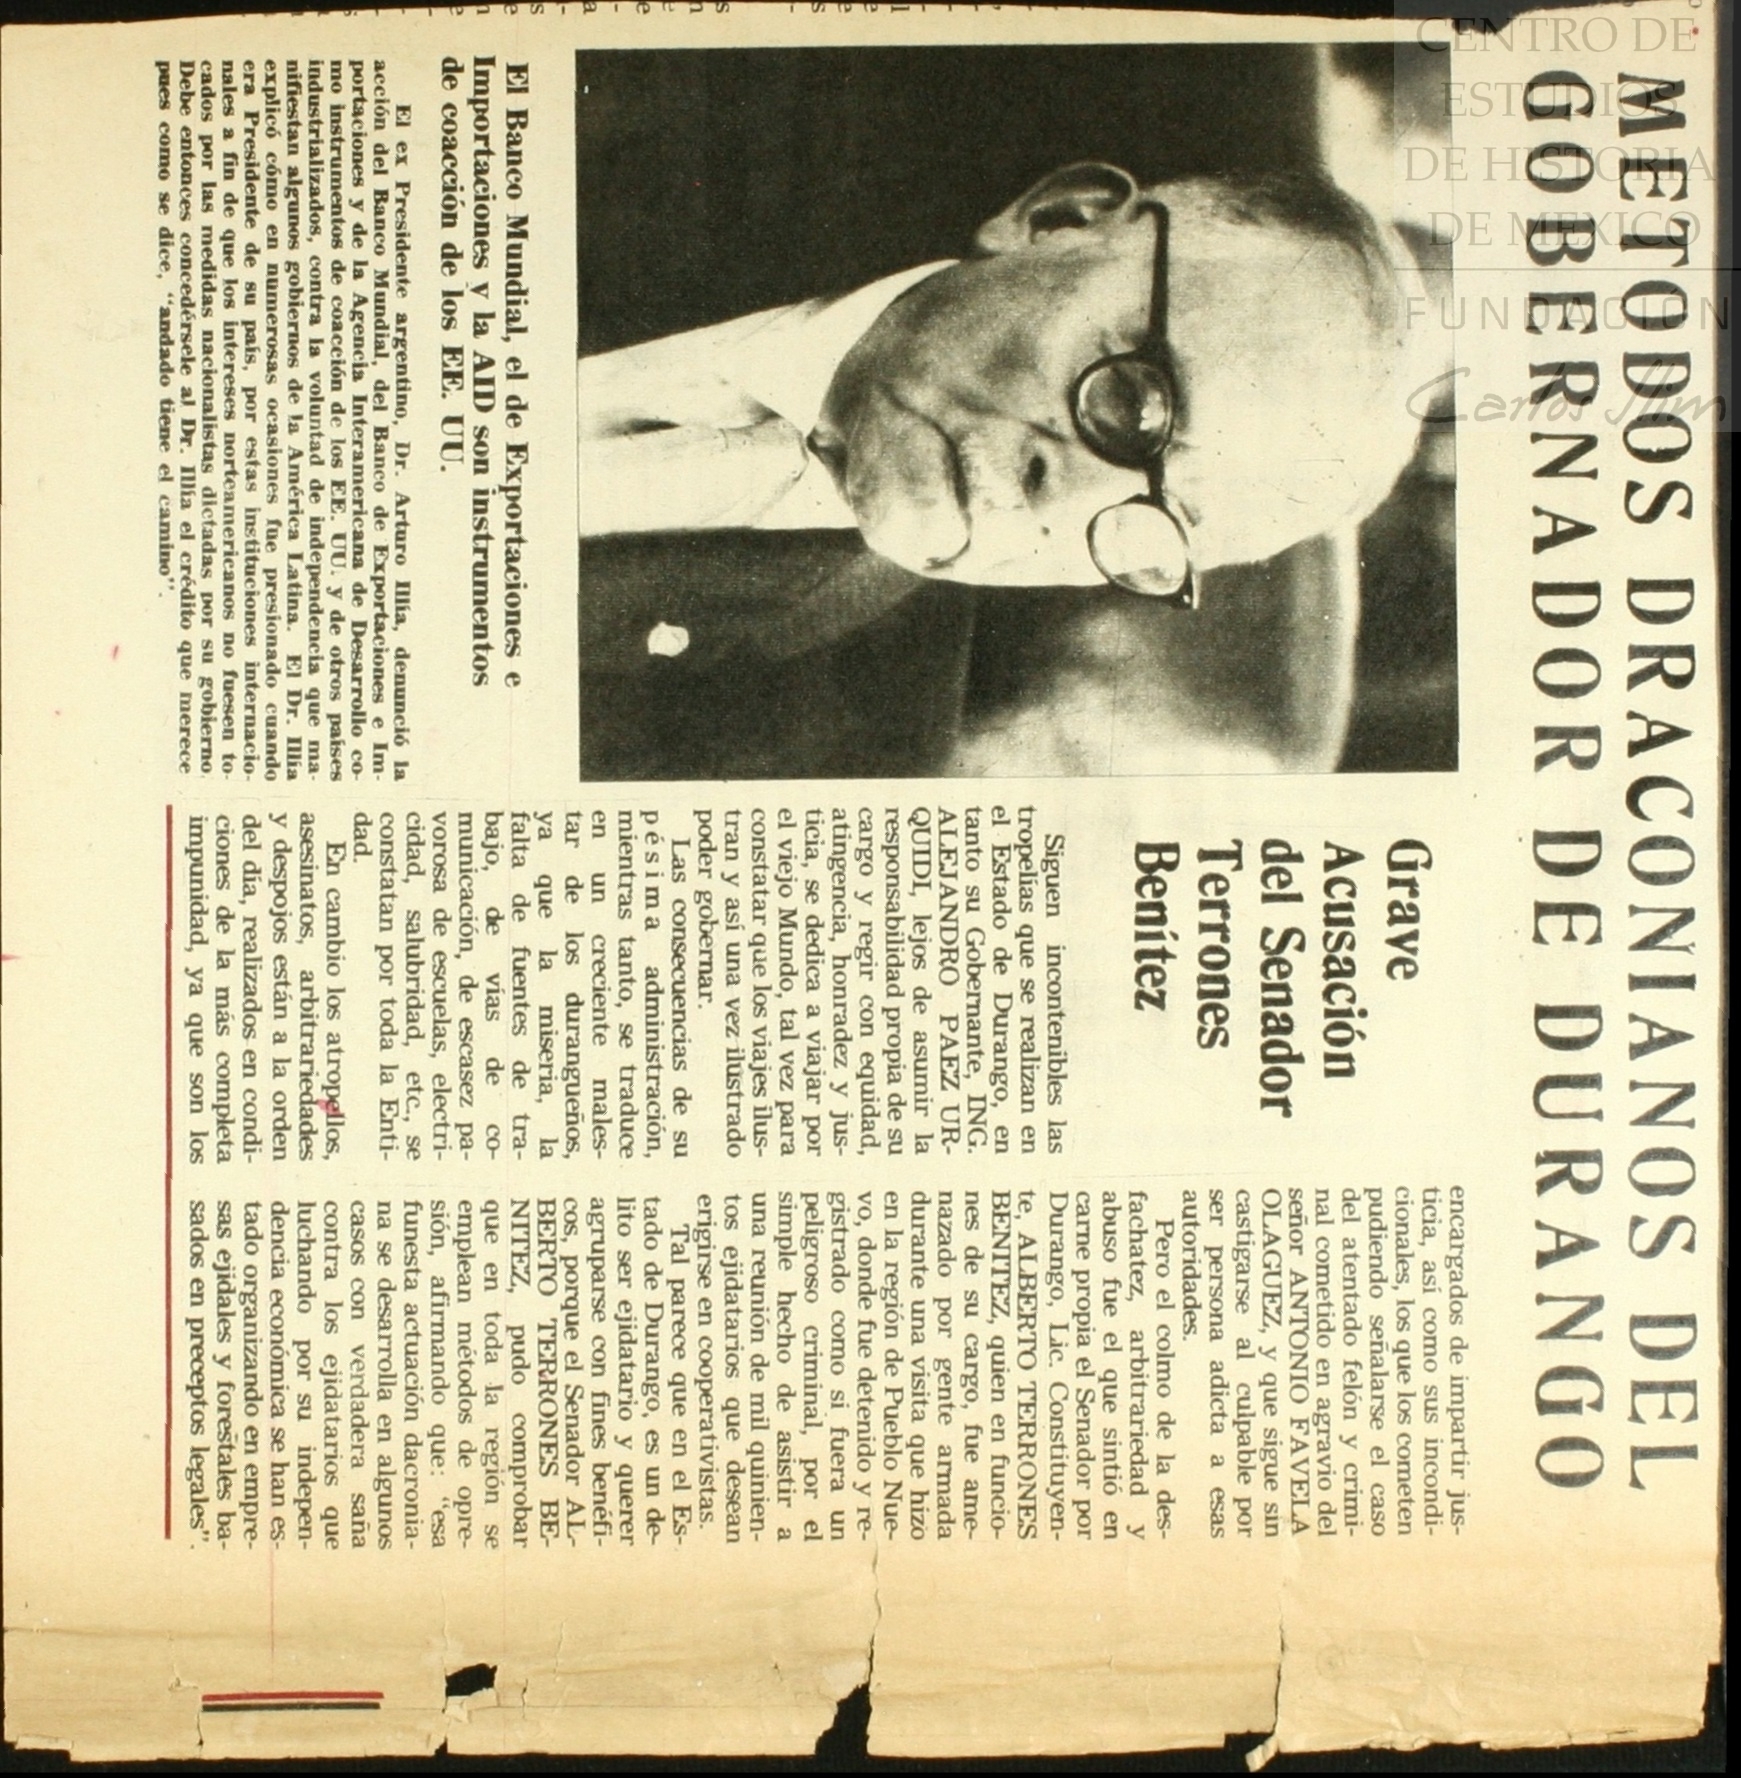 METODOS DRACONIANOS DEL
GOBERNADOR DE DURANGO
El Banco Mundial, el de Exportaciones e
Importaciones y la AID son instrumentos
de coacción de los EE. UU.
El ex Presidente argentino, Dr. Arturo Illía, denunció la
acción del Banco Mundial, del Banco de Exportaciones e Im-
portaciones y de la Agencia Interamericana de Desarrollo co-
mo instrumentos de coacción de los EE. UU. y de otros países
industrializados, contra la voluntad de independencia que ma-
nifiestan algunos gobiernos de la América Latina. El Dr. Illía
explicó cómo en numerosas ocasiones fue presionado cuando
era Presidente de su país, por estas instituciones internacio-
nales a fin de que los intereses norteamericanos no fuesen to-
cados por las medidas nacionalistas dictadas por su gobierno.
Debe entonces concedérsele al Dr. Illía el crédito que merece
pues como se dice, "andado tiene el camino".
Grave
Acusación
del Senador
Terrones
Benítez
Siguen incontenibles las
tropelías que se realizan en
el Estado de Durango, en
tanto su Gobernante, ING.
ALEJANDRO PAEZ UR-
QUIDI, lejos de asumir la
responsabilidad propia de su
cargo y regir con equidad,
atingencia, honradez y jus-
ticia, se dedica a viajar por
el viejo Mundo, tal vez para
constatar que los viajes ilus-
tran y así una vez ilustrado
poder gobernar.
Las consecuencias de su
pésima administración,
mientras tanto, se traduce
en un creciente males-
tar de los durangueños,
ya que la miseria, la
falta de fuentes de tra-
bajo, de vías de co-
municación, de escasez pa-
vorosa de escuelas, electri-
cidad, salubridad, etc., se
constatan por toda la Enti-
dad.
En cambio los atropellos,
asesinatos, arbitrariedades
y despojos están a la orden
del día, realizados en condi-
ciones de la más completa
impunidad, ya que son los
encargados de impartir jus-
ticia, así como sus incondi-
cionales, los que los cometen
pudiendo señalarse el caso
del atentado felón y crimi-
nal cometido en agravio del
señor ANTONIO FAVELA
OLAGUEZ, y que sigue sin
castigarse al culpable por
ser persona adicta a esas
autoridades.
Pero el colmo de la des-
fachatez, arbitrariedad y
abuso fue el que sintió en
carne propia el Senador por
Durango, Lic. Constituyen-
te, ALBERTO TERRONES
BENITEZ, quien en funcio-
nes de su cargo, fue ame-
nazado por gente armada
durante una visita que hizo
en la región de Pueblo Nue-
vo, donde fue detenido y re-
gistrado como si fuera un
peligroso criminal, por el
simple hecho de asistir a
una reunión de mil quinien-
tos ejidatarios que desean
erigirse en cooperativistas.
Tal parece que en el Es-
tado de Durango, es un de-
lito ser ejidatario y querer
agruparse con fines benéfi-
cos, porque el Senador AL-
BERTO TERRONES BE-
NITEZ, pudo comprobar
que en toda la región se
emplean métodos de opre-
sión, afirmando que: "esa
funesta actuación dacronia-
na se desarrolla en algunos
casos con verdadera saña
contra los ejidatarios que
luchando por su indepen-
dencia económica se han es-
tado organizando en empre-
sas ejidales y forestales ba-
sados en preceptos legales".
CENTRO DE
ESTUDIOS
DE HISTORIA
DE MEXICO
FUNDACIÓN
Carlos Slim